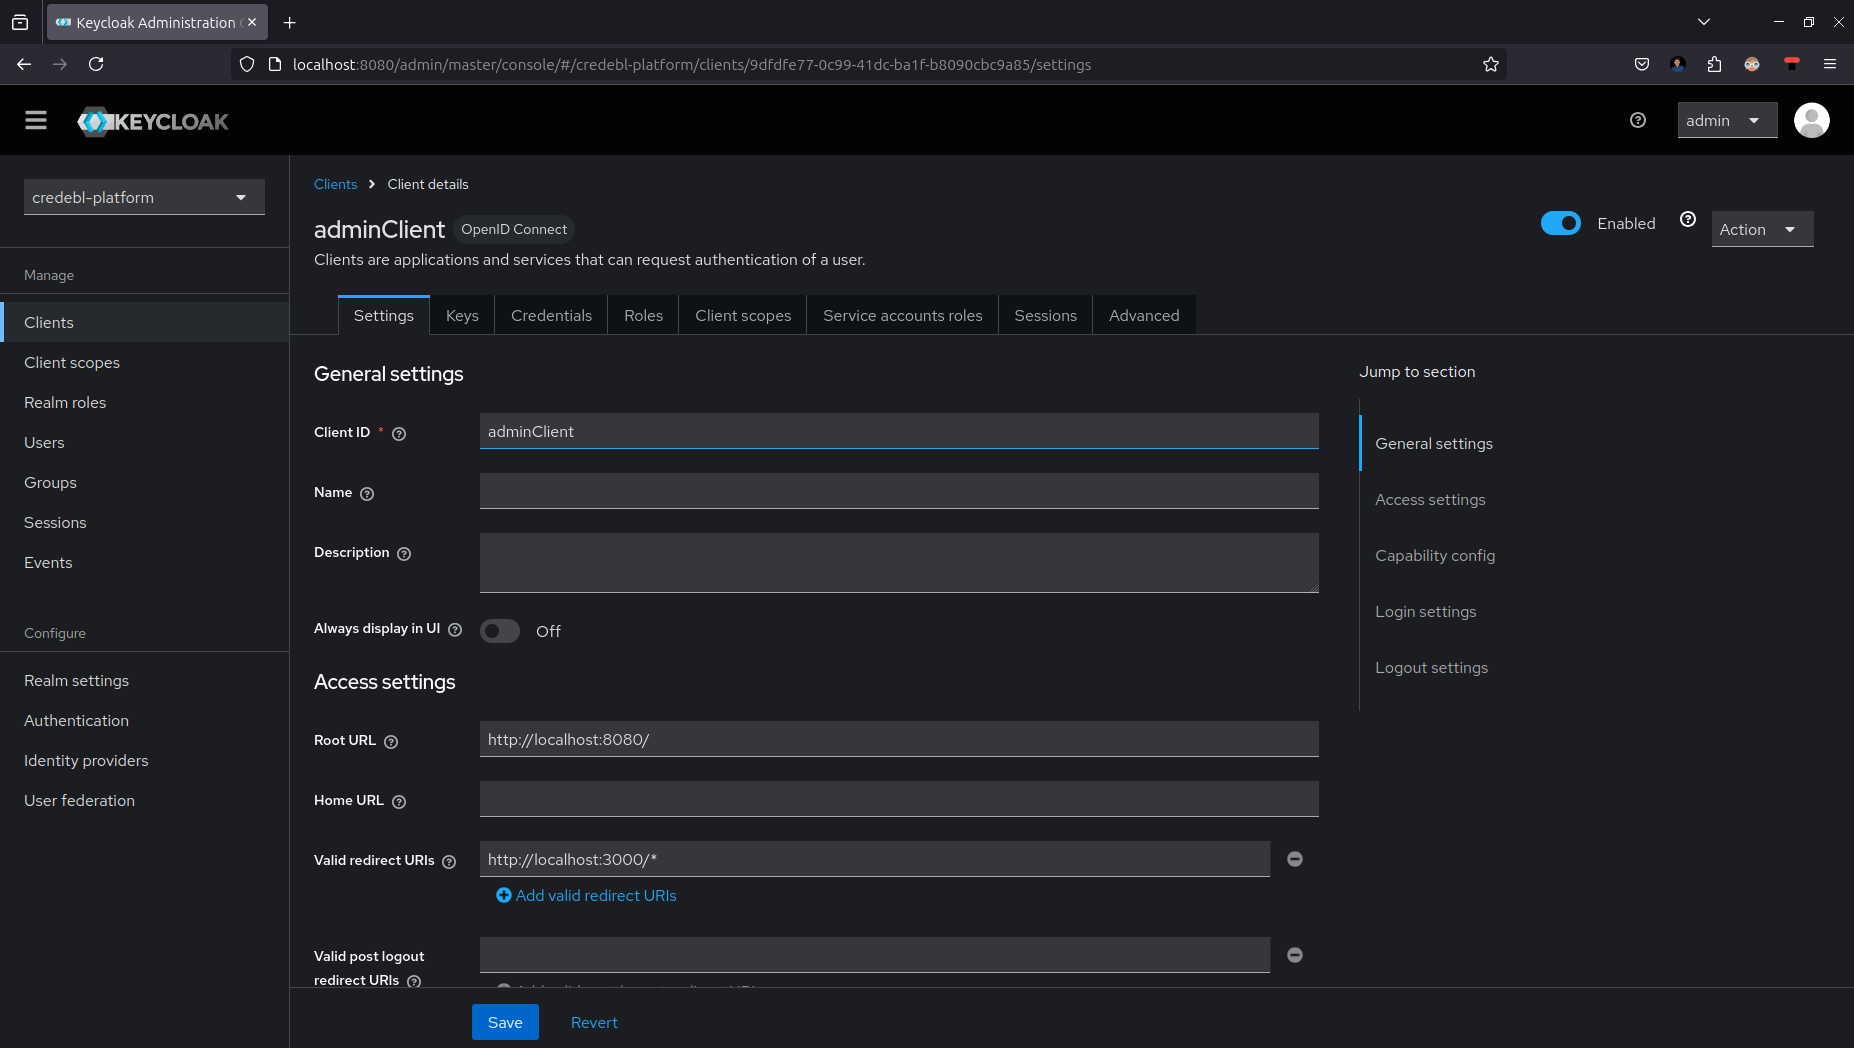 Keycloak Administration
localhost:8080/admin/master/console/#/credebl-platform/clients/9dfdfe77-0c99-41dc-ba1f-b8090cbc9a85/settings
KEYCLOAK
admin
credebl-platform
Manage
Clients
Client scopes
Realm roles
Users
Groups
Sessions
Events
Configure
Realm settings
Authentication
Identity providers
User federation
Clients > Client details
adminClient OpenID Connect
Enabled
Action
Clients are applications and services that can request authentication of a user.
Settings Keys Credentials Roles Client scopes Service accounts roles Sessions Advanced
General settings
Client ID * adminClient
Name
Description
Always display in UI Off
Access settings
Root URL http://localhost:8080/
Home URL
Valid redirect URIs http://localhost:3000/*
Add valid redirect URIs
Valid post logout
redirect URIs
Save Revert
Jump to section
General settings
Access settings
Capability config
Login settings
Logout settings